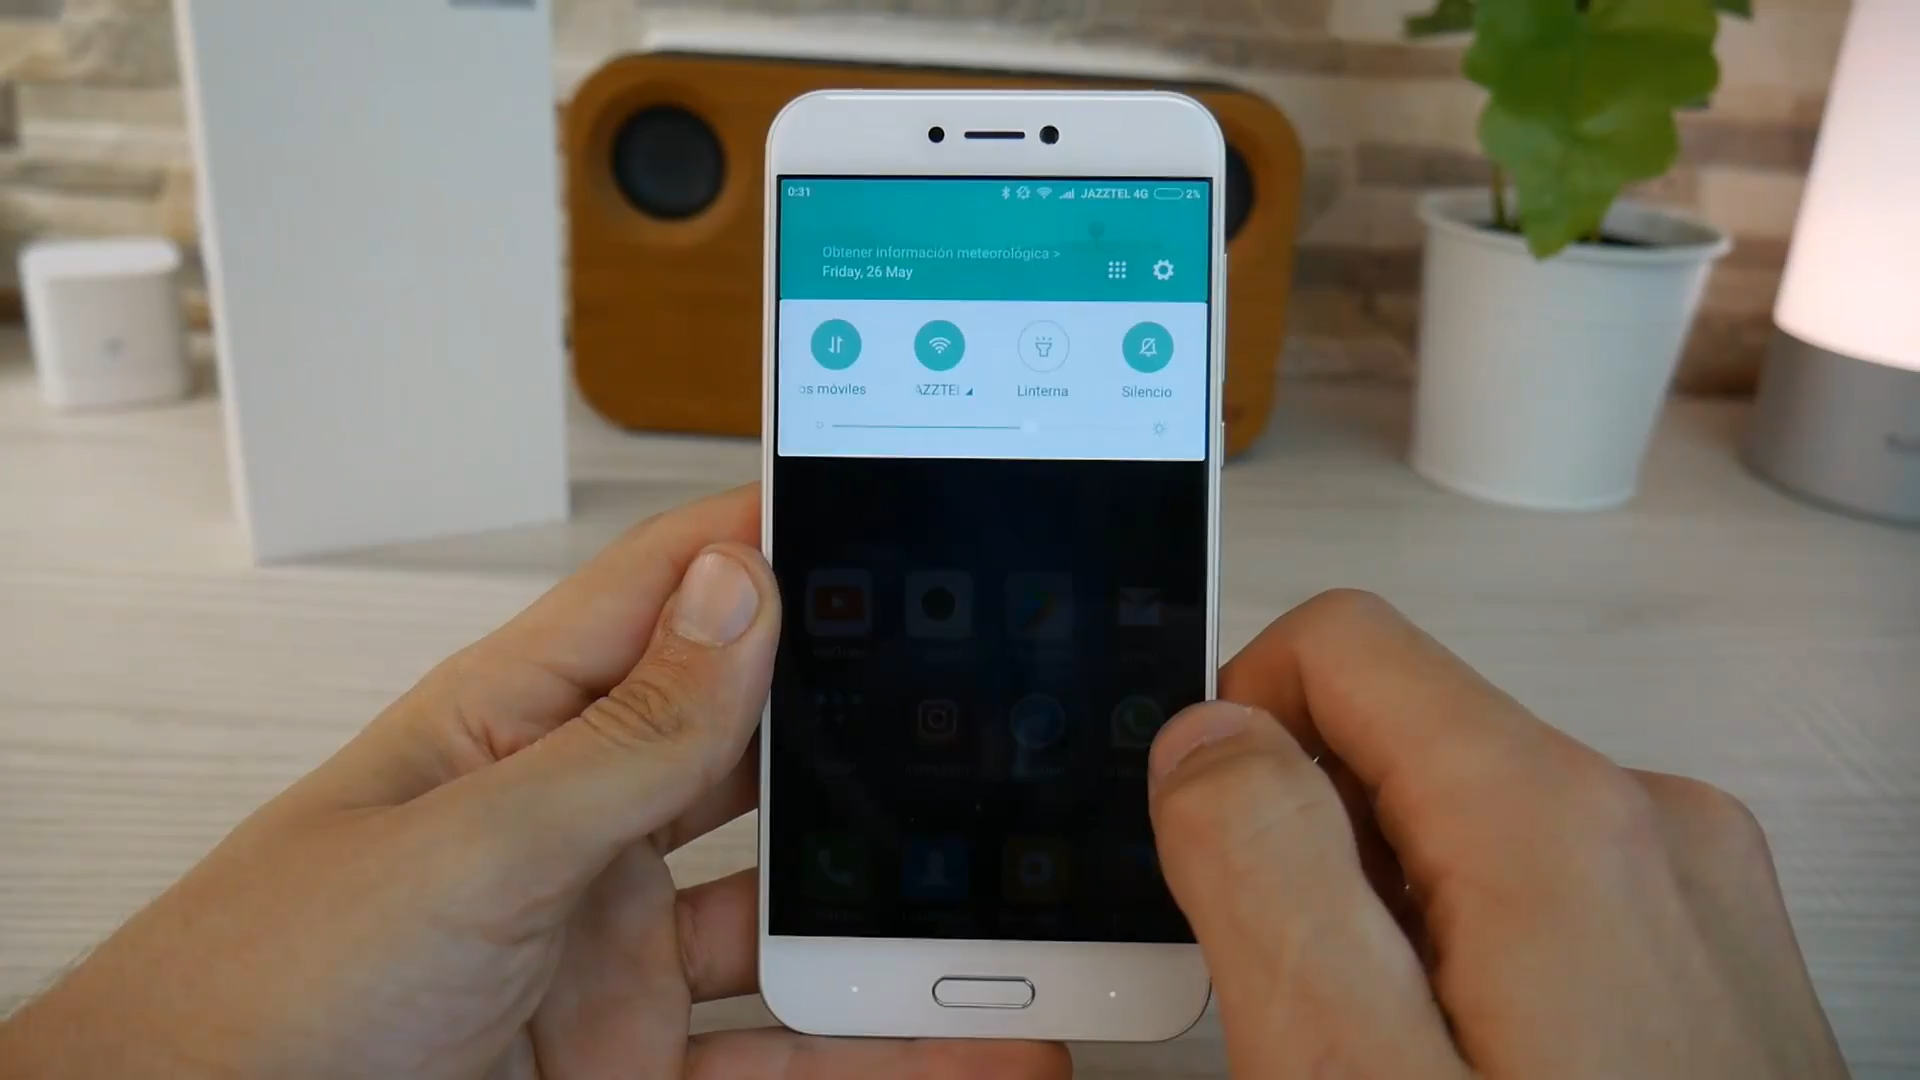 0:31
JAZZTEL 4G
2%
Obtener información meteorológica >
Friday, 26 May
os móviles
AZZTEL
Linterna
Silencio